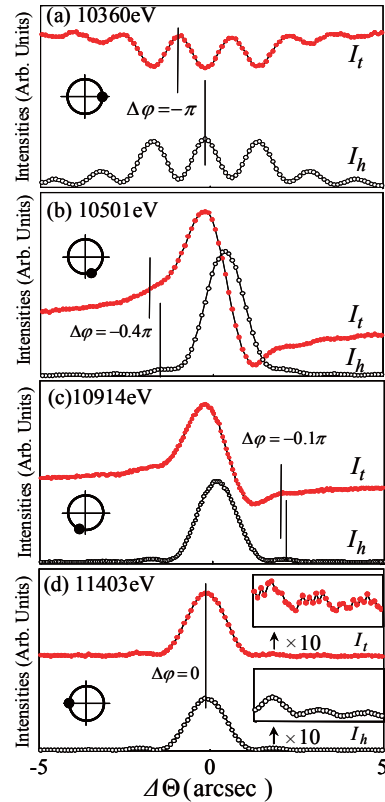 (a) 10360eV
I_t
Δφ=-π
I_h
Intensities (Arb. Units)
(b) 10501eV
Δφ=-0.4π
I_t
I_h
Intensities (Arb. Units)
(c)10914eV
Δφ=-0.1π
I_t
I_h
Intensities (Arb. Units)
(d) 11403eV
×10 I_t
Δφ=0
×10 I_h
Intensities (Arb. Units)
-5 0 5
ΔΘ(arcsec)